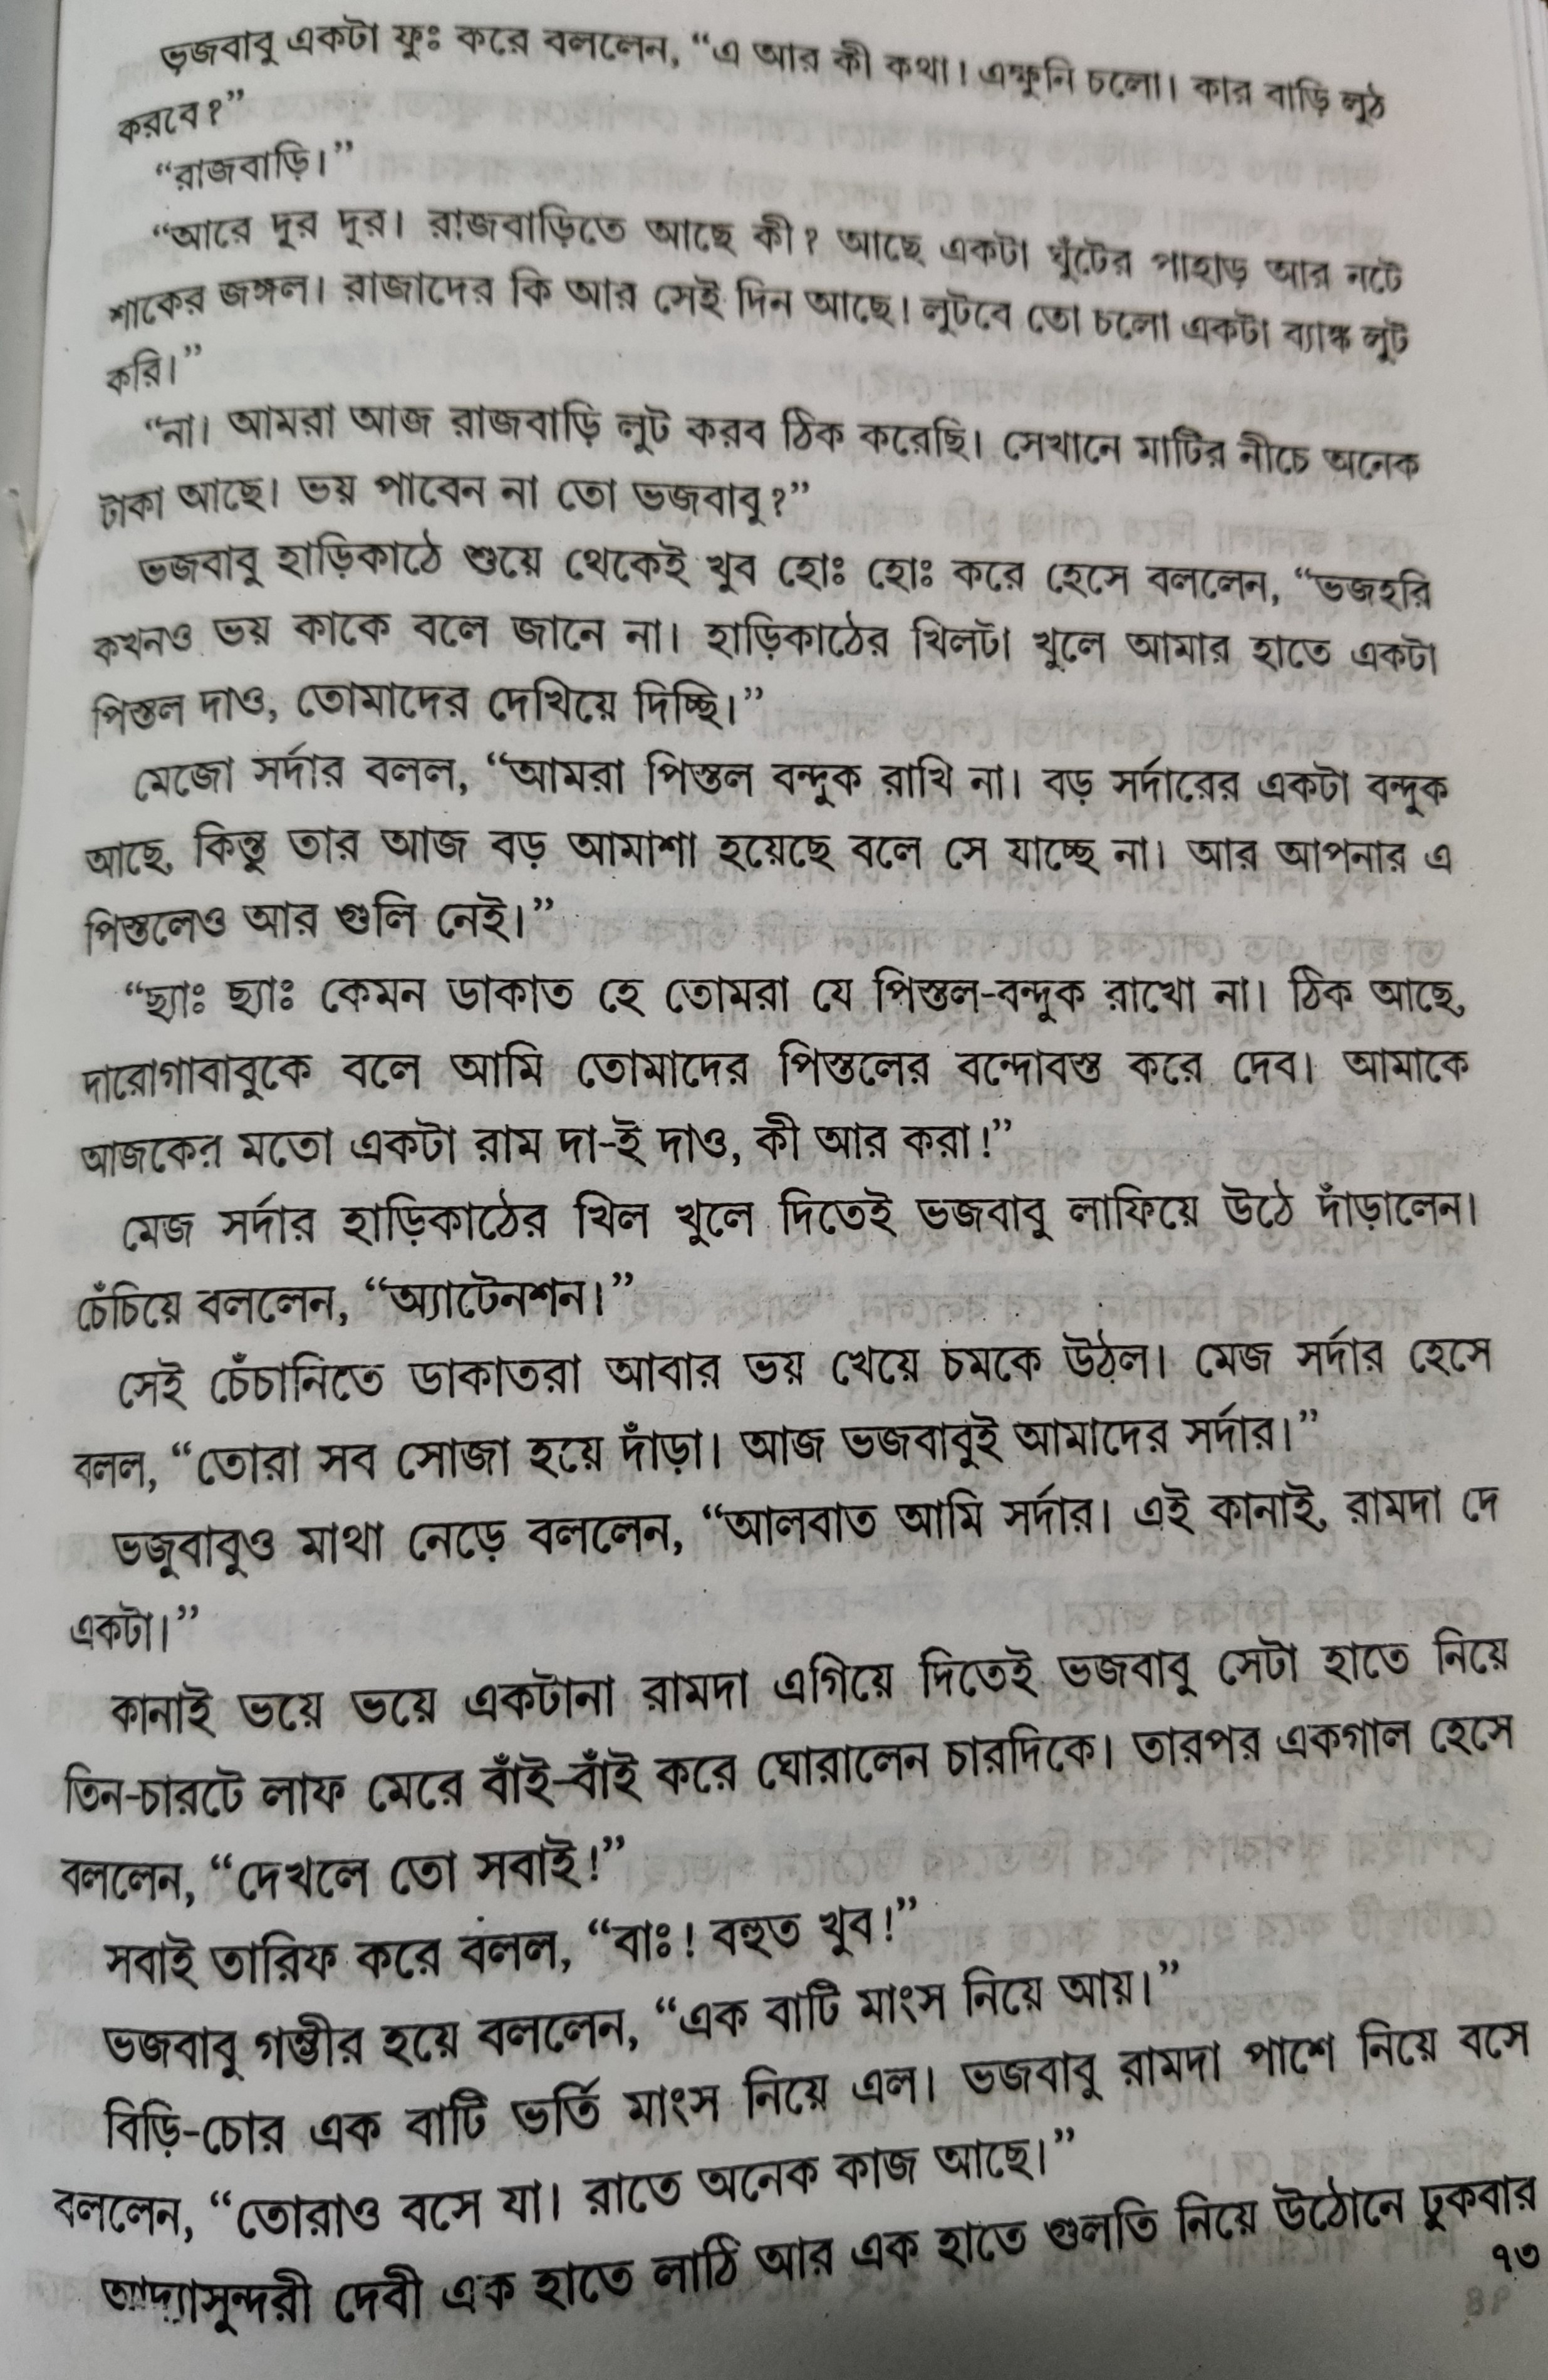 ভজবাবু একটা ফুঃ করে বললেন, “এ আর কী কথা। এক্ষুনি চলো। কার বাড়ি লুঠ
করবে?”
“রাজবাড়ি।”
“আরে দুর দুর। রাজবাড়িতে আছে কী? আছে একটা ঘুঁটের পাহাড় আর নটে
শাকের জঙ্গল। রাজাদের কি আর সেই দিন আছে। লুটবে তো চলো একটা ব্যাঙ্ক লুট
করি।”
“না। আমরা আজ রাজবাড়ি লুট করব ঠিক করেছি। সেখানে মাটির নীচে অনেক
টাকা আছে। ভয় পাবেন না তো ভজবাবু?”
ভজবাবু হাড়িকাঠে শুয়ে থেকেই খুব হোঃ হোঃ করে হেসে বললেন, “ভজহরি
কখনও ভয় কাকে বলে জানে না। হাড়িকাঠের খিলটা খুলে আমার হাতে একটা
পিস্তল দাও, তোমাদের দেখিয়ে দিচ্ছি।”
মেজো সর্দার বলল, “আমরা পিস্তল বন্দুক রাখি না। বড় সর্দারের একটা বন্দুক
আছে, কিন্তু তার আজ বড় আমাশা হয়েছে বলে সে যাচ্ছে না। আর আপনার এ
পিস্তলেও আর গুলি নেই।”
“ছ্যাঃ ছ্যাঃ কেমন ডাকাত হে তোমরা যে পিস্তল-বন্দুক রাখো না। ঠিক আছে,
দারোগাবাবুকে বলে আমি তোমাদের পিস্তলের বন্দোবস্ত করে দেব। আমাকে
আজকের মতো একটা রাম দা-ই দাও, কী আর করা!”
মেজ সর্দার হাড়িকাঠের খিল খুলে দিতেই ভজবাবু লাফিয়ে উঠে দাঁড়ালেন।
চেঁচিয়ে বললেন, “অ্যাটেনশন।”
সেই চেঁচানিতে ডাকাতরা আবার ভয় খেয়ে চমকে উঠল। মেজ সর্দার হেসে
বলল, “তোরা সব সোজা হয়ে দাঁড়া। আজ ভজবাবুই আমাদের সর্দার।”
ভজুবাবুও মাথা নেড়ে বললেন, “আলবাত আমি সর্দার। এই কানাই, রামদা দে
একটা।”
কানাই ভয়ে ভয়ে একটানা রামদা এগিয়ে দিতেই ভজবাবু সেটা হাতে নিয়ে
তিন-চারটে লাফ মেরে বাঁই-বাঁই করে ঘোরালেন চারদিকে। তারপর একগাল হেসে
বললেন, “দেখলে তো সবাই!”
সবাই তারিফ করে বলল, “বাঃ! বহুত খুব!”
ভজবাবু গম্ভীর হয়ে বললেন, “এক বাটি মাংস নিয়ে আয়।”
বিড়ি-চোর এক বাটি ভর্তি মাংস নিয়ে এল। ভজবাবু রামদা পাশে নিয়ে বসে
বললেন, “তোরাও বসে যা। রাতে অনেক কাজ আছে।”
আদ্যাসুন্দরী দেবী এক হাতে লাঠি আর এক হাতে গুলতি নিয়ে উঠোনে ঢুকবার
৭৩